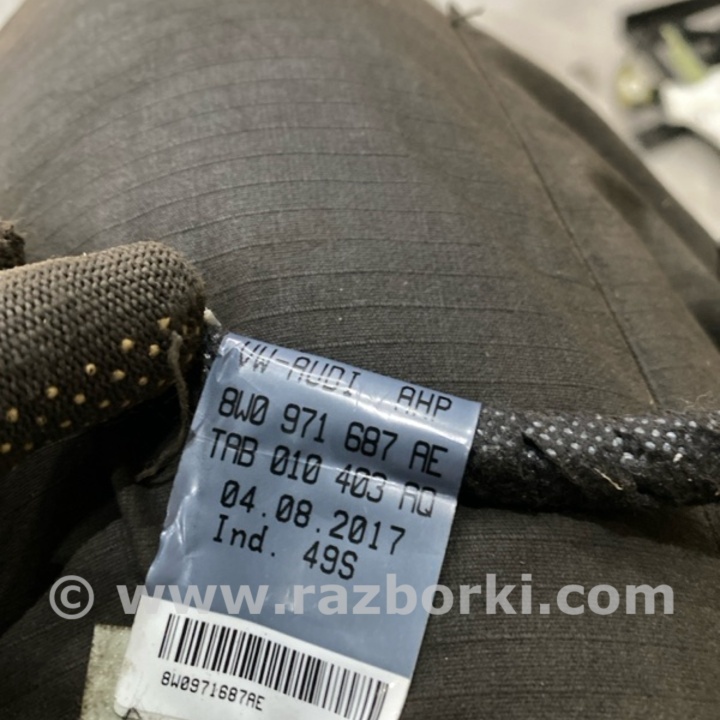 VW-AUDI AHP
8W0 971 687 AE
TAB 010 403 AQ
04.08.2017
Ind. 49S
© www.razborki.com
8W0971687AE